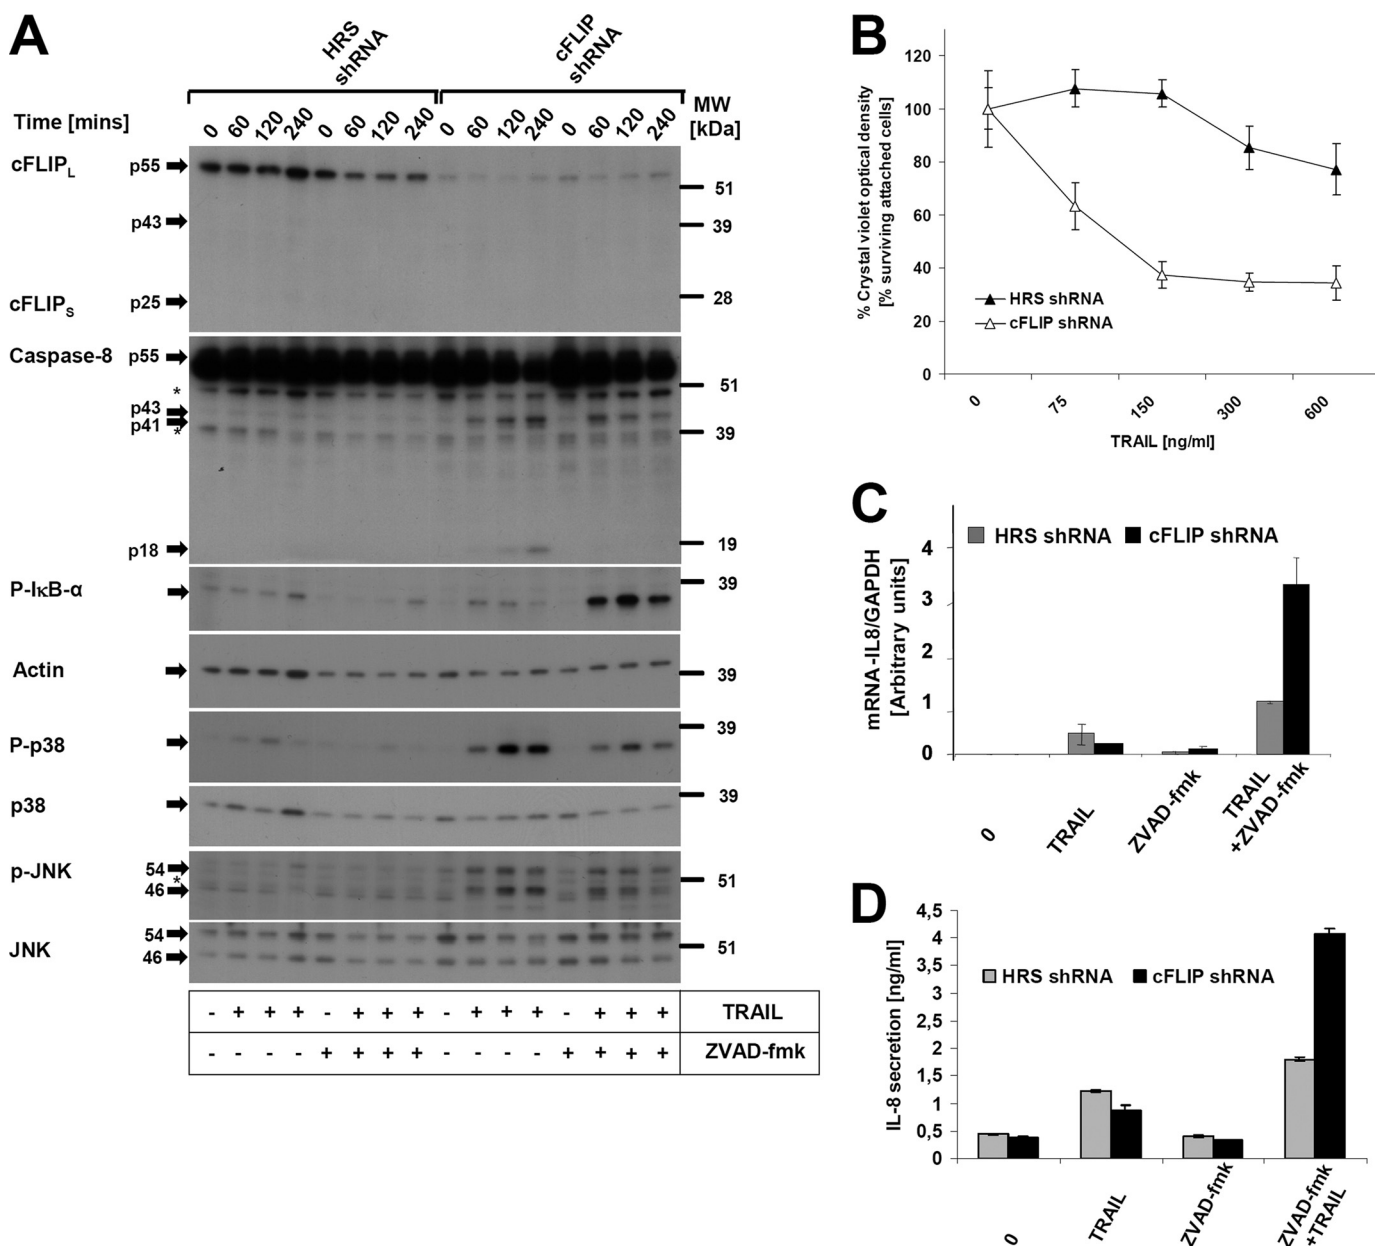 A
HRS
shRNA
cFLIP
shRNA
Time [mins]
0 60 120 240 0 60 120 240 0 60 120 240 0 60 120 240
MW
[kDa]
cFLIPL p55
51
p43
39
cFLIPS p25
28
Caspase-8 p55
51
*
p43
p41
*
39
p18
19
P-IκB-α
39
Actin
39
P-p38
39
p38
39
p-JNK
54
*
46
51
JNK
54
46
51
- + + + - + + + - + + + - + + + TRAIL
- - - - + + + + - - - - + + + + ZVAD-fmk
B
% Crystal violet optical density
[% surviving attached cells]
120
100
80
60
40
20
0
HRS shRNA
cFLIP shRNA
0 75 150 300 600
TRAIL [ng/ml]
C
mRNA-IL8/GAPDH
[Arbitrary units]
4
3
2
1
0
HRS shRNA cFLIP shRNA
0
TRAIL
ZVAD-fmk
TRAIL
+ZVAD-fmk
D
IL-8 secretion [ng/ml]
4,5
4
3,5
3
2,5
2
1,5
1
0,5
0
HRS shRNA cFLIP shRNA
0
TRAIL
ZVAD-fmk
ZVAD-fmk
+TRAIL